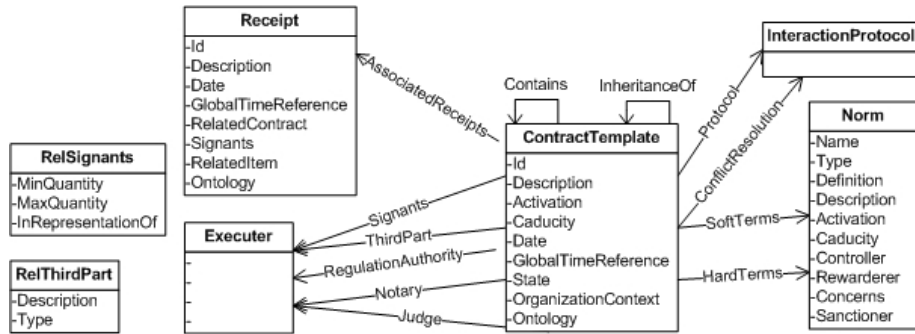 Receipt
-Id
-Description
-Date
-GlobalTimeReference
-RelatedContract
-Signants
-RelatedItem
-Ontology
RelSignants
-MinQuantity
-MaxQuantity
-InRepresentationOf
RelThirdPart
-Description
-Type
Executer
-
-
-
-
AssociatedReceipts
Contains
InheritanceOf
ContractTemplate
-Id
-Description
-Activation
-Caducity
-Date
-GlobalTimeReference
-State
-OrganizationContext
-Ontology
Signants
ThirdPart
RegulationAuthority
Notary
Judge
Protocol
ConflictResolution
SoftTerms
HardTerms
InteractionProtocol
Norm
-Name
-Type
-Definition
-Description
-Activation
-Caducity
-Controller
-Rewarderer
-Concerns
-Sanctioner